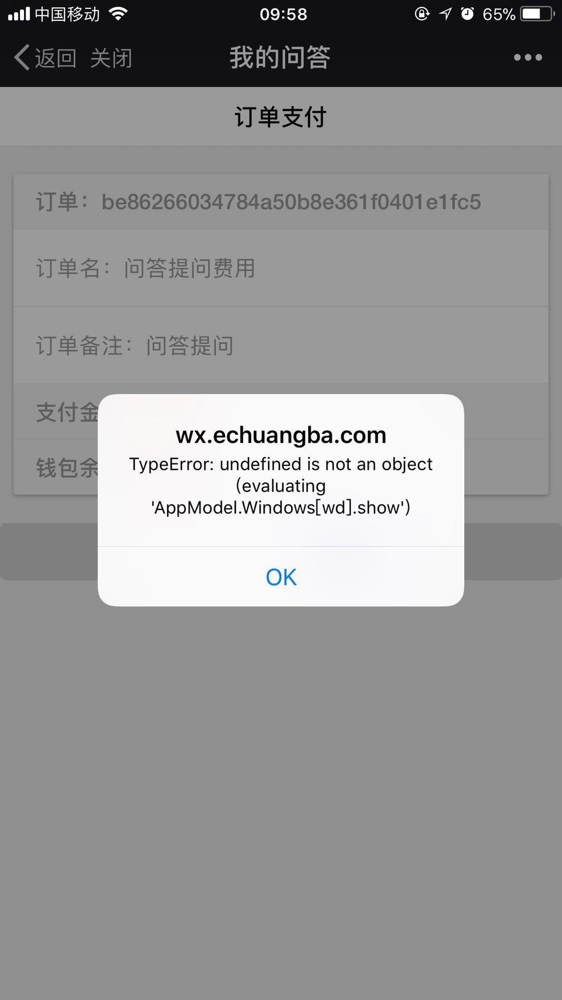 中国移动
09:58
65%
返回 关闭
我的问答
订单支付
订单：be86266034784a50b8e361f0401e1fc5
订单名：问答提问费用
订单备注：问答提问
支付金
钱包余
wx.echuangba.com
TypeError: undefined is not an object
(evaluating
'AppModel.Windows[wd].show')
OK